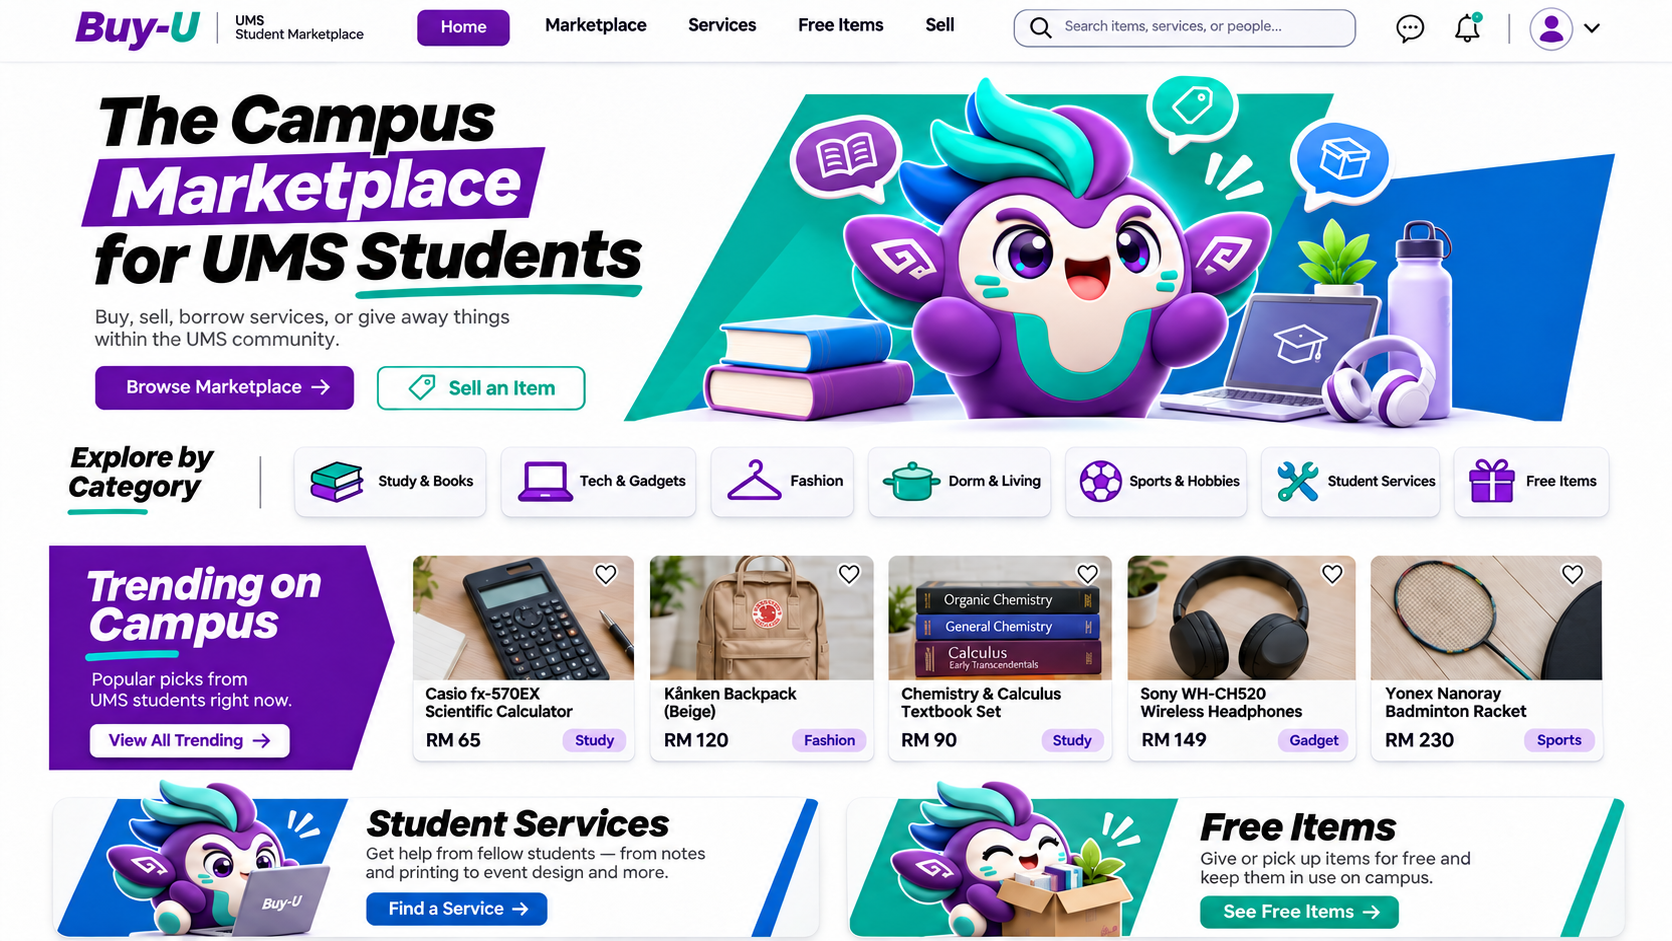 Buy-U
UMS
Student Marketplace
Home
Marketplace
Services
Free Items
Sell
Search items, services, or people...
The Campus
Marketplace
for UMS Students
Buy, sell, borrow services, or give away things
within the UMS community.
Browse Marketplace →
Sell an Item
Explore by
Category
Study & Books
Tech & Gadgets
Fashion
Dorm & Living
Sports & Hobbies
Student Services
Free Items
Trending on
Campus
Popular picks from
UMS students right now.
View All Trending →
Casio fx-570EX
Scientific Calculator
RM 65
Study
Kånken Backpack
(Beige)
RM 120
Fashion
Organic Chemistry
General Chemistry
Calculus
Early Transcendentals
Chemistry & Calculus
Textbook Set
RM 90
Study
Sony WH-CH520
Wireless Headphones
RM 149
Gadget
Yonex Nanoray
Badminton Racket
RM 230
Sports
Buy-U
Student Services
Get help from fellow students — from notes
and printing to event design and more.
Find a Service →
Free Items
Give or pick up items for free and
keep them in use on campus.
See Free Items →